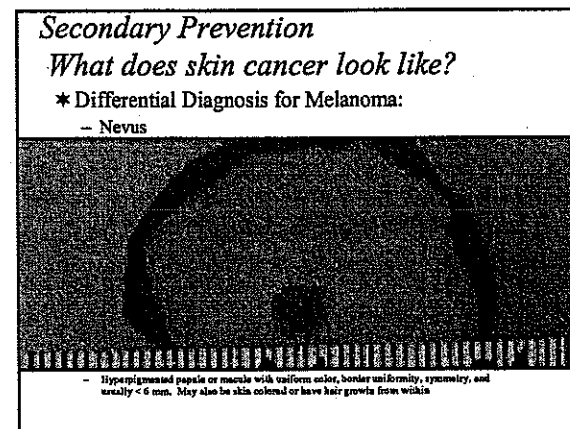 Secondary Prevention
What does skin cancer look like?
✶ Differential Diagnosis for Melanoma:
– Nevus
– Hyperpigmented papule or macule with uniform color, border uniformity, symmetry, and
usually < 6 mm. May also be skin colored or have hair growth from within